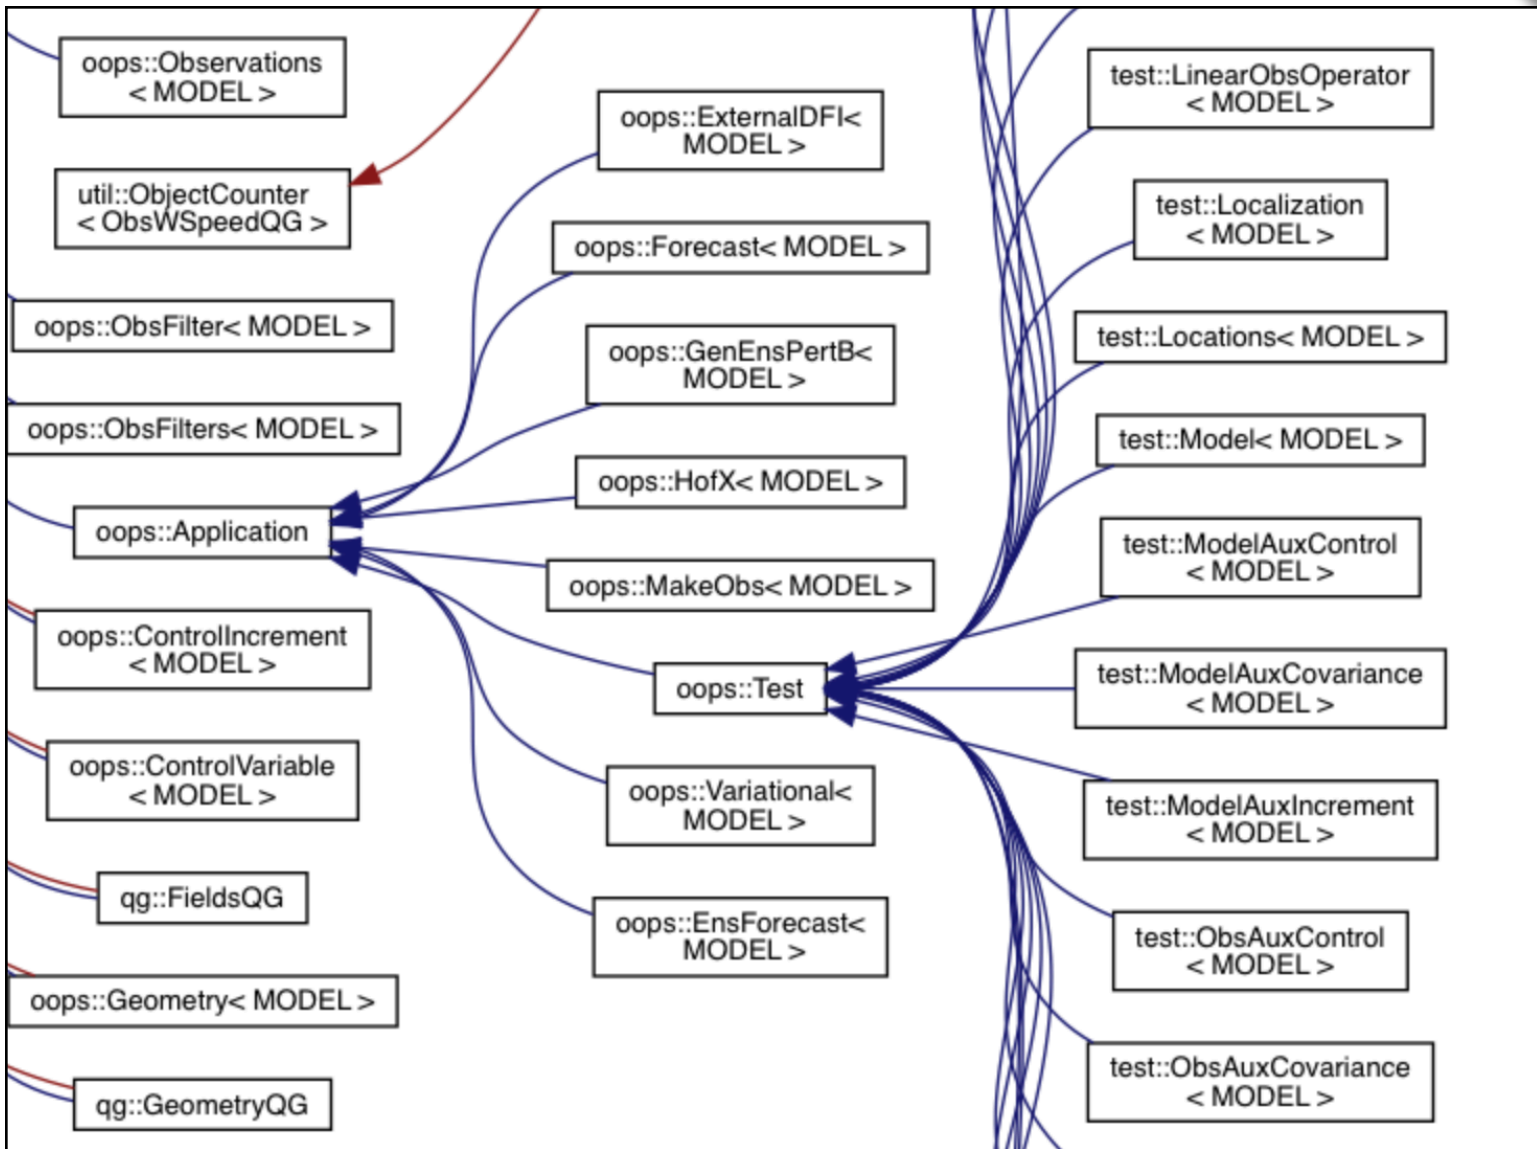 oops::Observations
< MODEL >
util::ObjectCounter
< ObsWSpeedQG >
oops::ObsFilter< MODEL >
oops::ObsFilters< MODEL >
oops::Application
oops::ControlIncrement
< MODEL >
oops::ControlVariable
< MODEL >
qg::FieldsQG
oops::Geometry< MODEL >
qg::GeometryQG
oops::ExternalDFI<
MODEL >
oops::Forecast< MODEL >
oops::GenEnsPertB<
MODEL >
oops::HofX< MODEL >
oops::MakeObs< MODEL >
oops::Test
oops::Variational<
MODEL >
oops::EnsForecast<
MODEL >
test::LinearObsOperator
< MODEL >
test::Localization
< MODEL >
test::Locations< MODEL >
test::Model< MODEL >
test::ModelAuxControl
< MODEL >
test::ModelAuxCovariance
< MODEL >
test::ModelAuxIncrement
< MODEL >
test::ObsAuxControl
< MODEL >
test::ObsAuxCovariance
< MODEL >